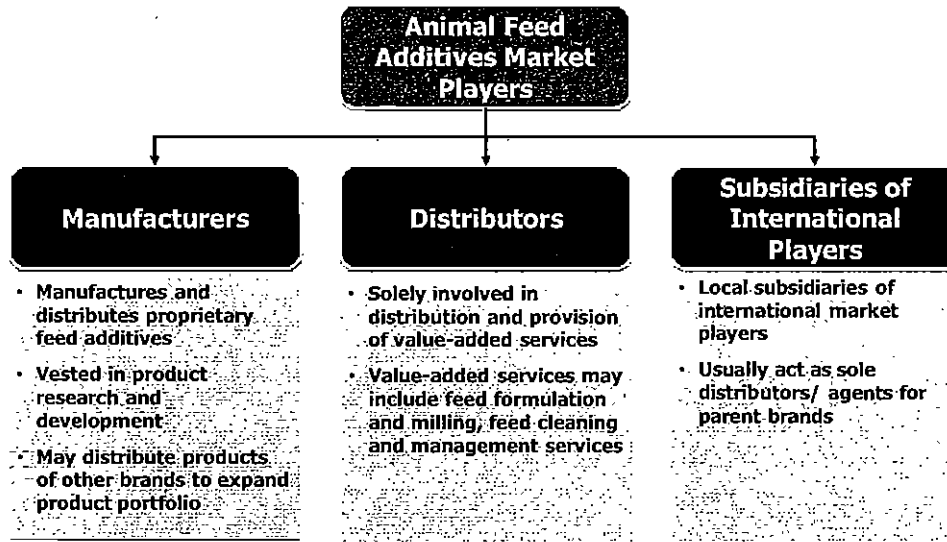 Animal Feed
Additives Market
Players
Manufacturers
• Manufactures and
distributes proprietary
feed additives
• Vested in product
research and
development
• May distribute products
of other brands to expand
product portfolio
Distributors
• Solely involved in
distribution and provision
of value-added services
• Value-added services may
include feed formulation
and milling, feed cleaning
and management services
Subsidiaries of
International
Players
• Local subsidiaries of
international market
players
• Usually act as sole
distributors/ agents for
parent brands